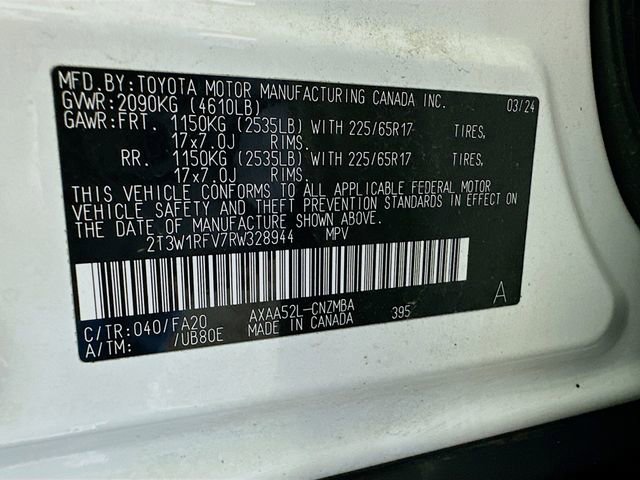 MFD.BY:TOYOTA MOTOR MANUFACTURING CANADA INC. 03/24
GVWR:2090KG (4610LB)
GAWR:FRT. 1150KG (2535LB) WITH 225/65R17 TIRES,
17x7.0J RIMS.
RR. 1150KG (2535LB) WITH 225/65R17 TIRES,
17x7.0J RIMS.
THIS VEHICLE CONFORMS TO ALL APPLICABLE FEDERAL MOTOR
VEHICLE SAFETY AND THEFT PREVENTION STANDARDS IN EFFECT ON
THE DATE OF MANUFACTURE SHOWN ABOVE.
2T3W1RFV7RW328944 MPV
C/TR:040/FA20 AXAA52L-CNZMBA 395 A
A/TM: /UB80E MADE IN CANADA